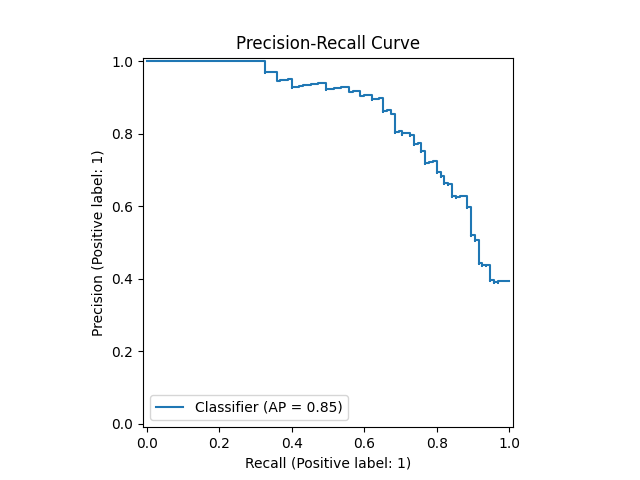 Precision-Recall Curve
1.0
0.8
0.6
0.4
0.2
0.0
Precision (Positive label: 1)
Classifier (AP = 0.85)
0.0 0.2 0.4 0.6 0.8 1.0
Recall (Positive label: 1)